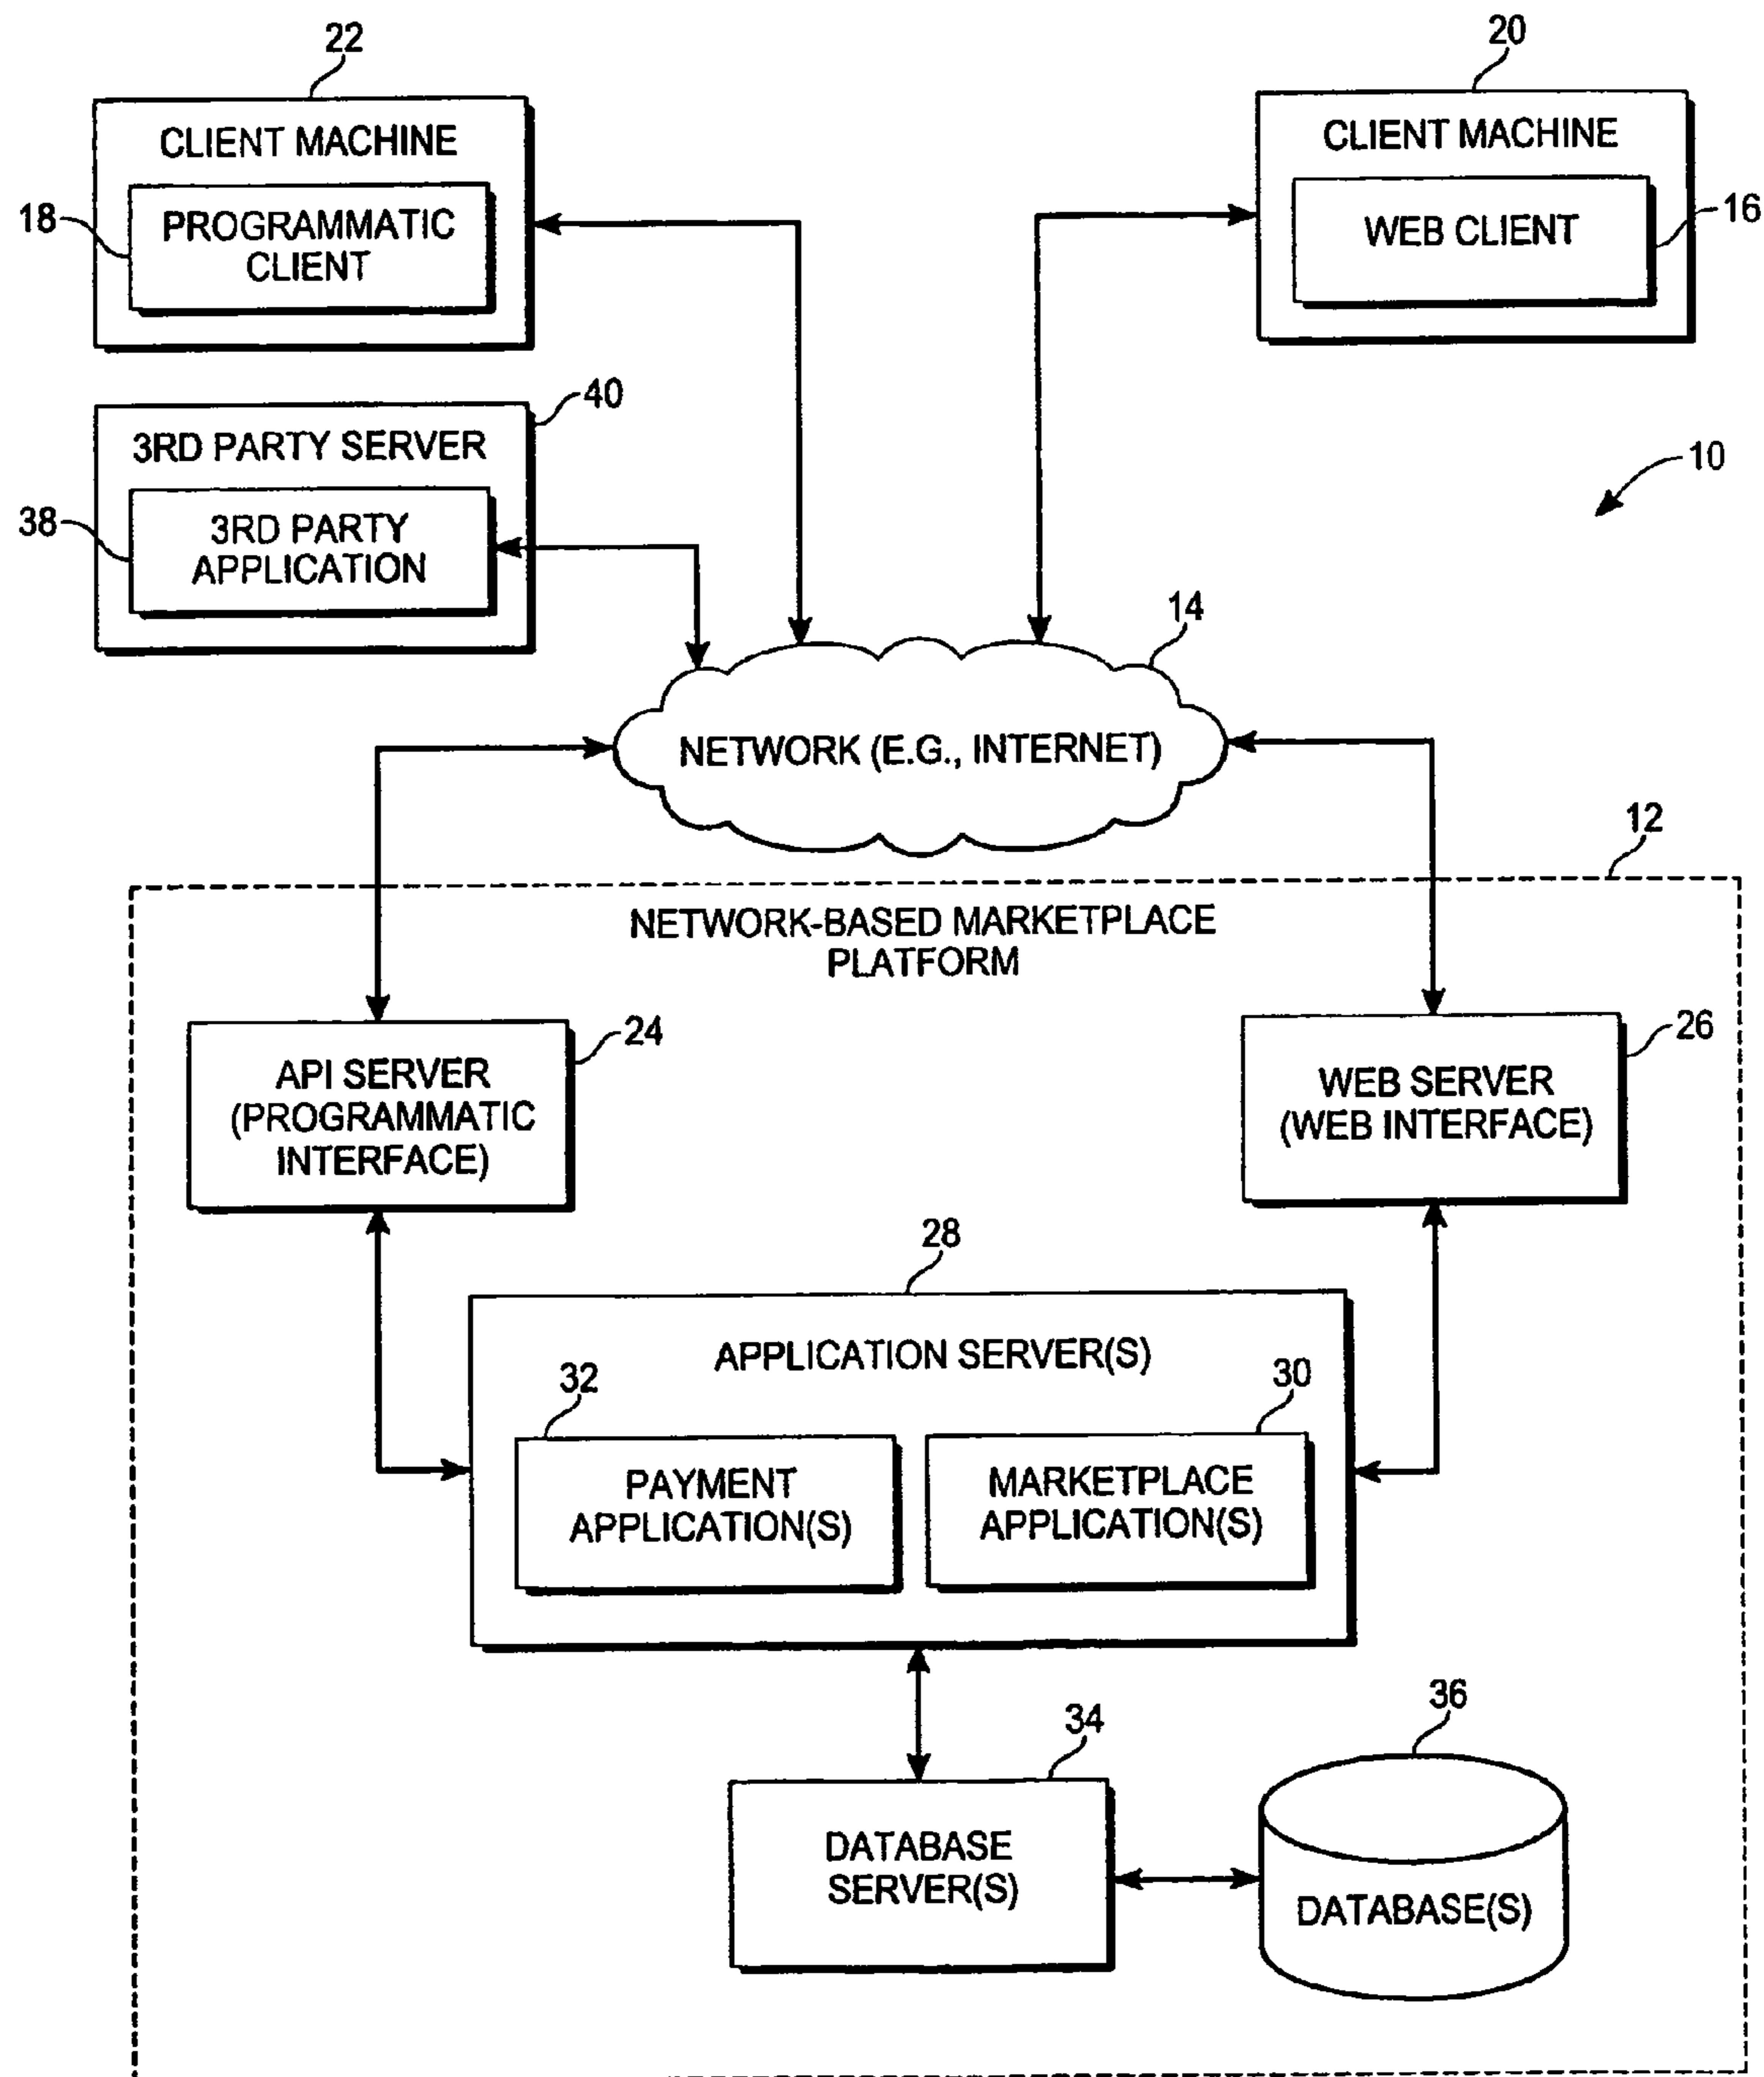 22
20
CLIENT MACHINE
CLIENT MACHINE
18
PROGRAMMATIC
CLIENT
WEB CLIENT
16
40
3RD PARTY SERVER
10
38
3RD PARTY
APPLICATION
14
NETWORK (E.G., INTERNET)
12
NETWORK-BASED MARKETPLACE
PLATFORM
24
API SERVER
(PROGRAMMATIC
INTERFACE)
26
WEB SERVER
(WEB INTERFACE)
28
APPLICATION SERVER(S)
32
30
PAYMENT
APPLICATION(S)
MARKETPLACE
APPLICATION(S)
34
36
DATABASE
SERVER(S)
DATABASE(S)